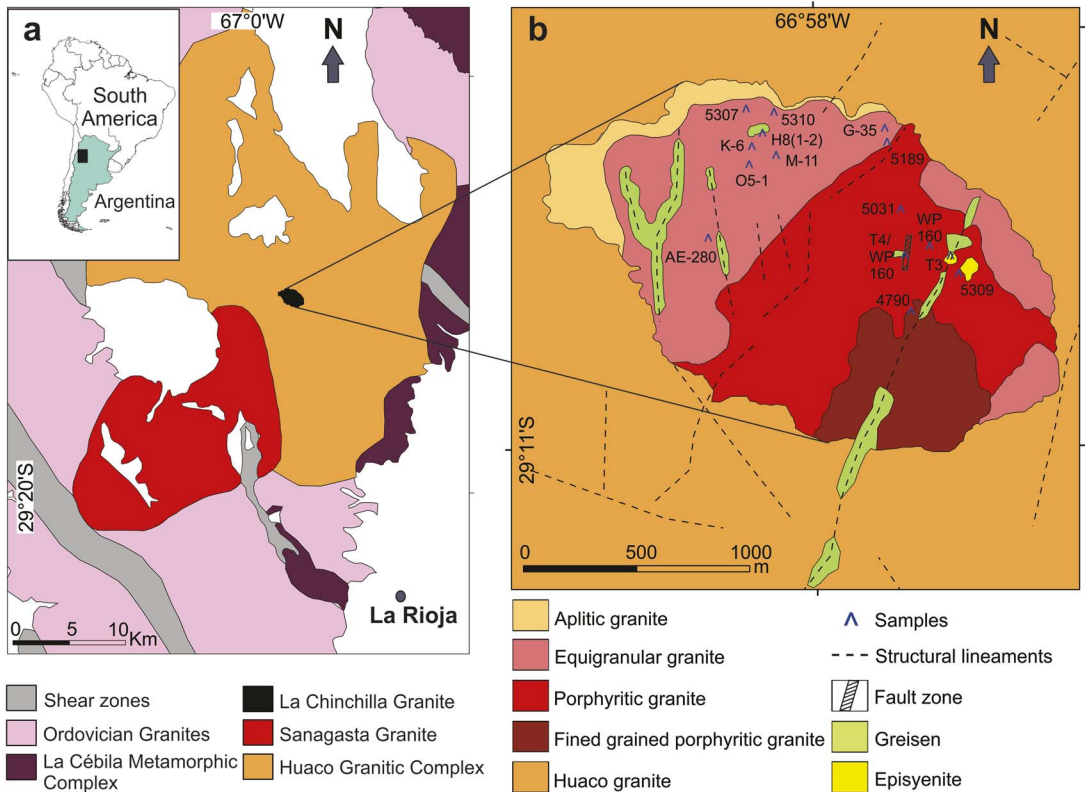 a
67°0'W
N
South
America
Argentina
29°20'S
La Rioja
0 5 10 Km
Shear zones
Ordovician Granites
La Cébila Metamorphic
Complex
La Chinchilla Granite
Sanagasta Granite
Huaco Granitic Complex
b
66°58'W
N
5307
5310
G-35
K-6
H8(1-2)
M-11
5189
O5-1
5031
WP
160
AE-280
T4/
WP
160
T3
5309
4790
29°11'S
0 500 1000
m
Aplitic granite
Equigranular granite
Porphyritic granite
Fined grained porphyritic granite
Huaco granite
Samples
Structural lineaments
Fault zone
Greisen
Episyenite